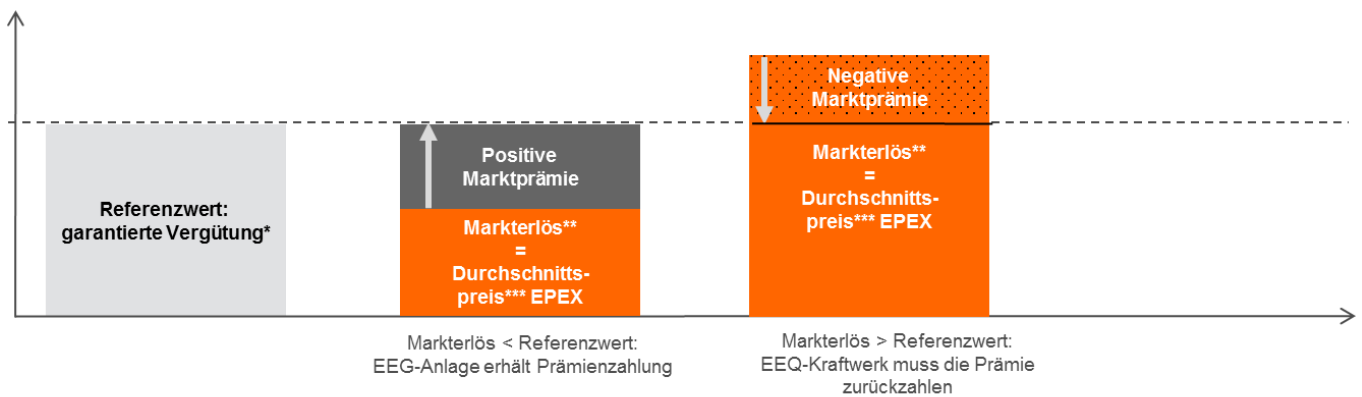 Referenzwert:
garantierte Vergütung*
Positive
Marktprämie
Markterlös**
=
Durchschnitts-
preis*** EPEX
Negative
Marktprämie
Markterlös**
=
Durchschnitts-
preis*** EPEX
Markterlös < Referenzwert:
EEG-Anlage erhält Prämienzahlung
Markterlös > Referenzwert:
EEQ-Kraftwerk muss die Prämie
zurückzahlen